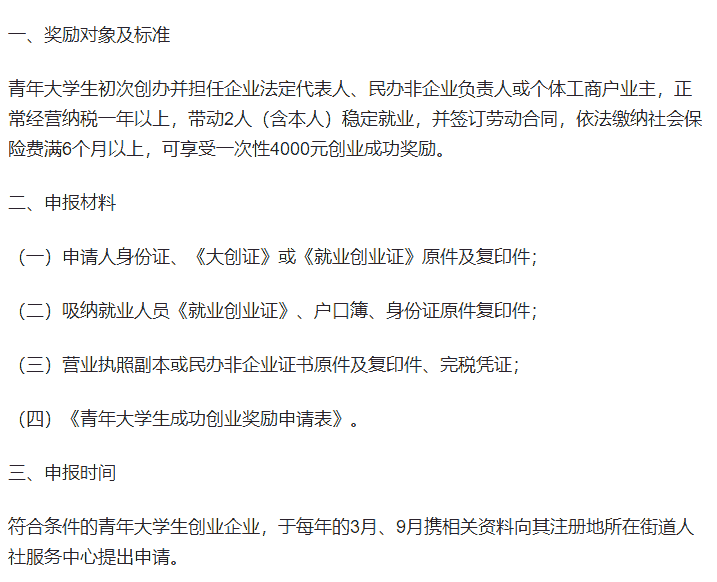 一、奖励对象及标准
青年大学生初次创办并担任企业法定代表人、民办非企业负责人或个体工商户业主，正
常经营纳税一年以上，带动2人（含本人）稳定就业，并签订劳动合同，依法缴纳社会保
险费满6个月以上，可享受一次性4000元创业成功奖励。
二、申报材料
（一）申请人身份证、《大创证》或《就业创业证》原件及复印件；
（二）吸纳就业人员《就业创业证》、户口簿、身份证原件复印件；
（三）营业执照副本或民办非企业证书原件及复印件、完税凭证；
（四）《青年大学生成功创业奖励申请表》。
三、申报时间
符合条件的青年大学生创业企业，于每年的3月、9月携相关资料向其注册地所在街道人
社服务中心提出申请。